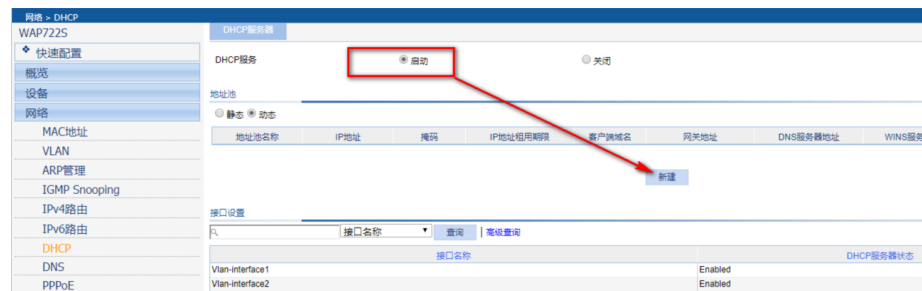 网络 > DHCP
WAP722S
DHCP服务器
快速配置
DHCP服务
启动
关闭
概览
设备
地址池
网络
静态 动态
MAC地址
地址池名称 IP地址 掩码 IP地址租用期限 客户端域名 网关地址 DNS服务器地址 WINS服务
VLAN
ARP管理
新建
IGMP Snooping
IPv4路由
接口设置
IPv6路由
接口名称 查询 高级查询
DHCP
接口名称 DHCP服务器状态
DNS
Vlan-interface1 Enabled
PPPoE
Vlan-interface2 Enabled